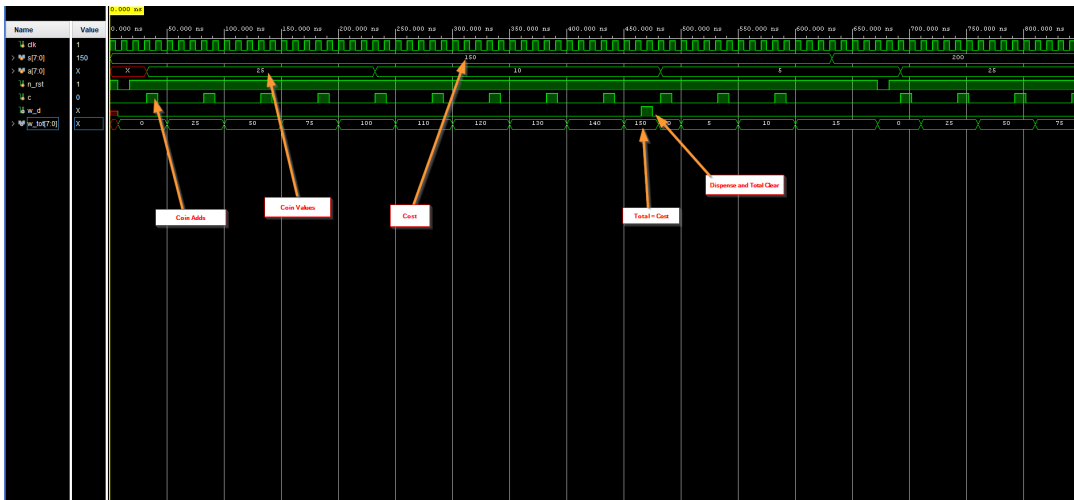 0.000 ns
Name Value 0.000 ns 50.000 ns 100.000 ns 150.000 ns 200.000 ns 250.000 ns 300.000 ns 350.000 ns 400.000 ns 450.000 ns 500.000 ns 550.000 ns 600.000 ns 650.000 ns 700.000 ns 750.000 ns 800.000 ns
clk 1
s[7:0] 150 150 200
a[7:0] X X 25 10 5 25
n_rst 1
c 0
w_d X
w_tot[7:0] X 0 25 50 75 100 110 120 130 140 150 0 5 10 15 0 25 50 75
Dispense and Total Clear
Coin Values
Coin Adds
Cost
Total = Cost